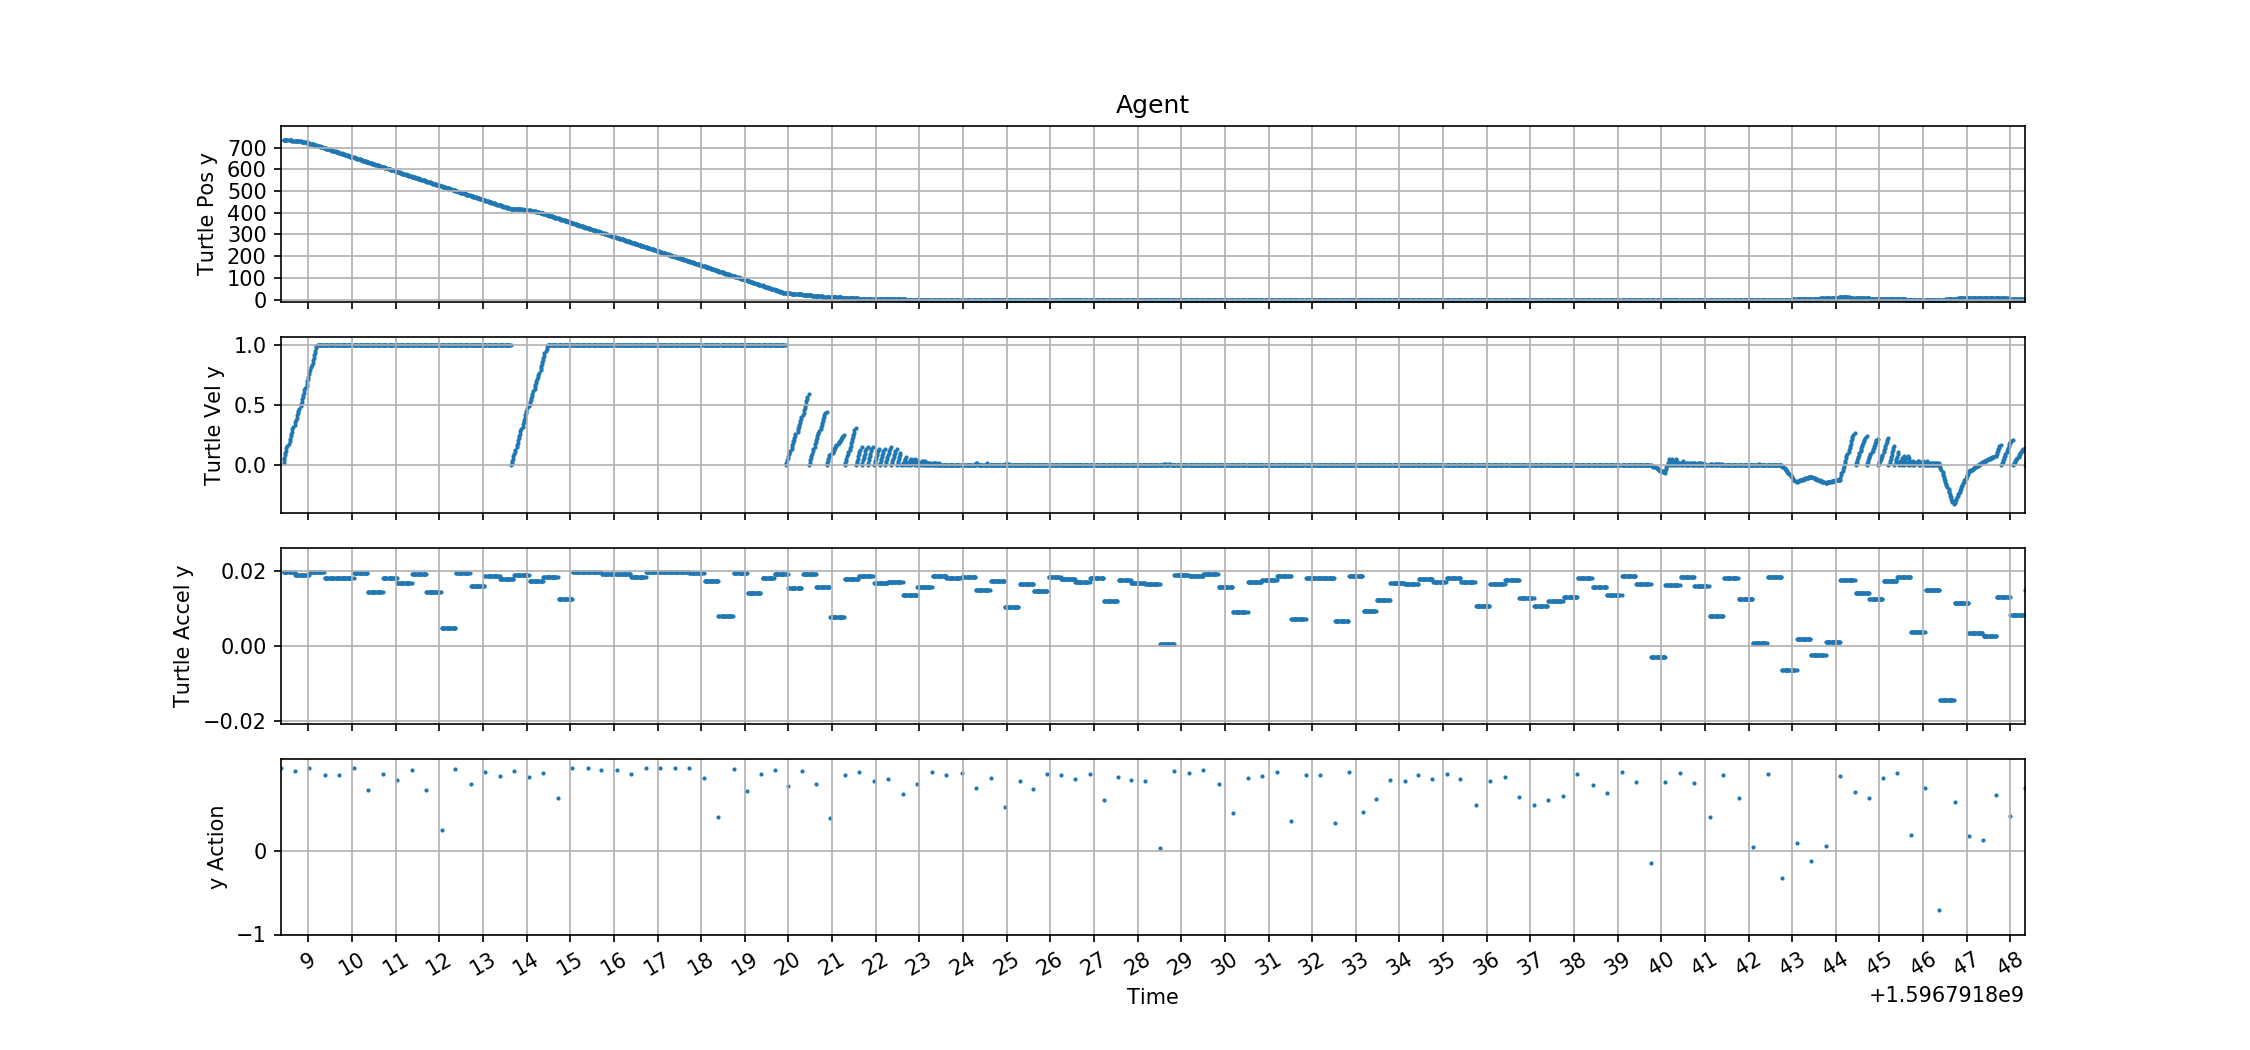 Agent
Turtle Pos y
700
600
500
400
300
200
100
0
Turtle Vel y
1.0
0.5
0.0
Turtle Accel y
0.02
0.00
−0.02
y Action
0
−1
9 10 11 12 13 14 15 16 17 18 19 20 21 22 23 24 25 26 27 28 29 30 31 32 33 34 35 36 37 38 39 40 41 42 43 44 45 46 47 48
Time
+1.5967918e9